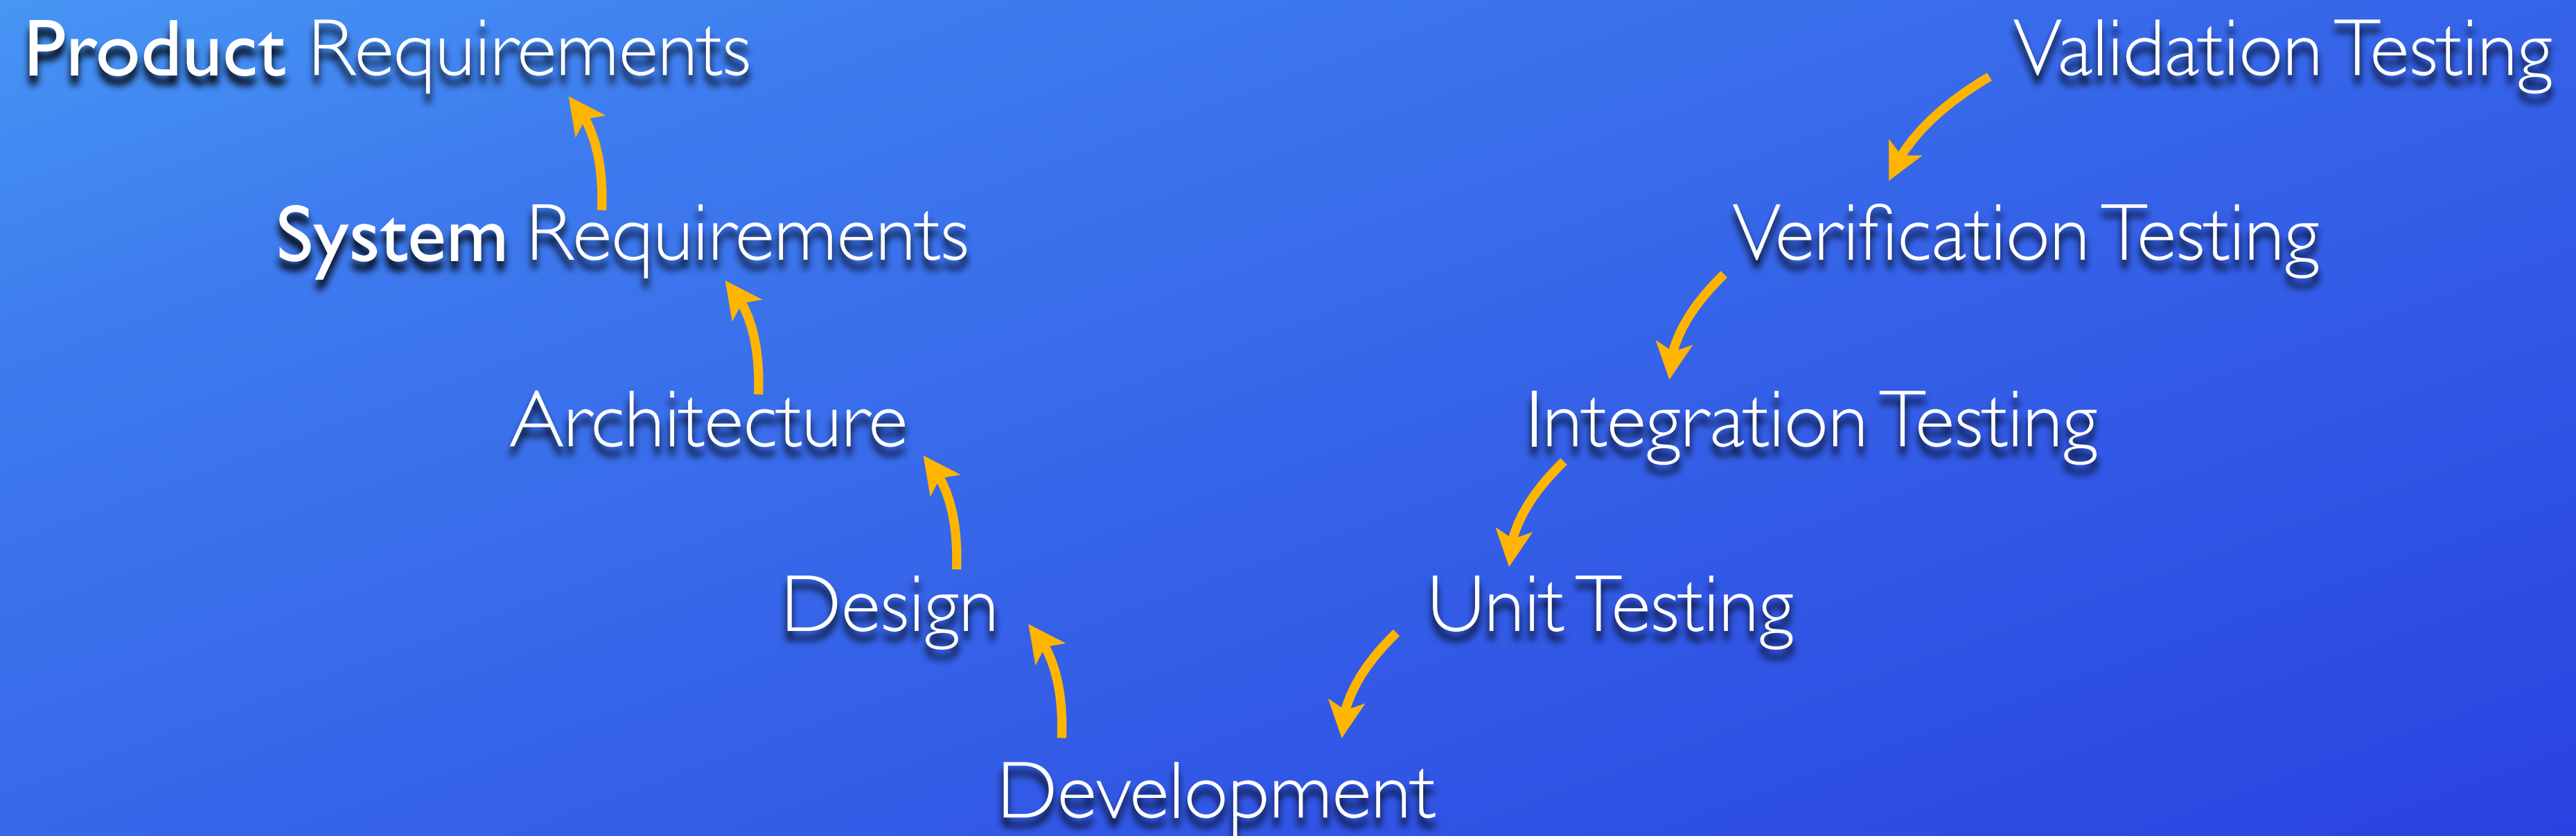 Product Requirements
Validation Testing
System Requirements
Verification Testing
Architecture
Integration Testing
Design
Unit Testing
Development